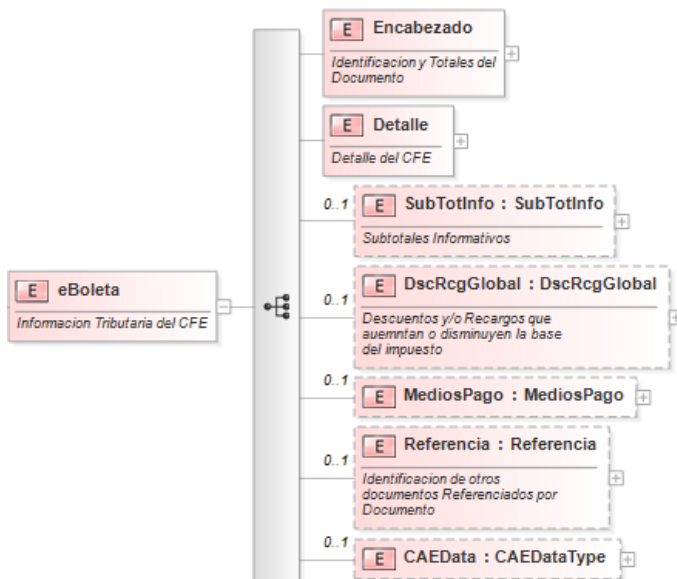 E Encabezado
Identificacion y Totales del
Documento
E Detalle
Detalle del CFE
0..1
E SubTotInfo : SubTotInfo
Subtotales Informativos
E eBoleta
Informacion Tributaria del CFE
0..1
E DscRcgGlobal : DscRcgGlobal
Descuentos y/o Recargos que
auemntan o disminuyen la base
del impuesto
0..1
E MediosPago : MediosPago
0..1
E Referencia : Referencia
Identificacion de otros
documentos Referenciados por
Documento
0..1
E CAEData : CAEDataType